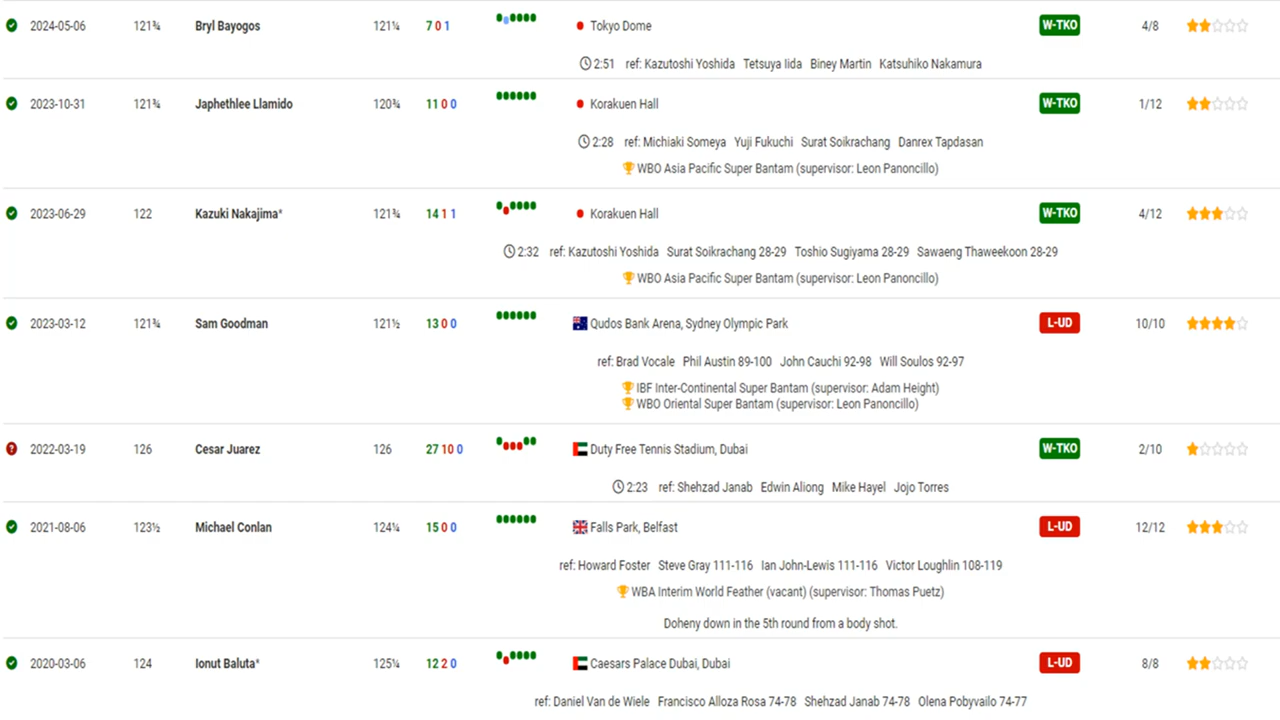 2024-05-06 121¾ Bryl Bayogos 121¼ 7 0 1 Tokyo Dome W-TKO 4/8
2:51 ref: Kazutoshi Yoshida Tetsuya Iida Biney Martin Katsuhiko Nakamura
2023-10-31 121¾ Japhethlee Llamido 120¾ 11 0 0 Korakuen Hall W-TKO 1/12
2:28 ref: Michiaki Someya Yuji Fukuchi Surat Soikrachang Danrex Tapdasan
WBO Asia Pacific Super Bantam (supervisor: Leon Panoncillo)
2023-06-29 122 Kazuki Nakajima* 121¾ 14 1 1 Korakuen Hall W-TKO 4/12
2:32 ref: Kazutoshi Yoshida Surat Soikrachang 28-29 Toshio Sugiyama 28-29 Sawaeng Thaweekoon 28-29
WBO Asia Pacific Super Bantam (supervisor: Leon Panoncillo)
2023-03-12 121¾ Sam Goodman 121½ 13 0 0 Qudos Bank Arena, Sydney Olympic Park L-UD 10/10
ref: Brad Vocale Phil Austin 89-100 John Cauchi 92-98 Will Soulos 92-97
IBF Inter-Continental Super Bantam (supervisor: Adam Height)
WBO Oriental Super Bantam (supervisor: Leon Panoncillo)
2022-03-19 126 Cesar Juarez 126 27 10 0 Duty Free Tennis Stadium, Dubai W-TKO 2/10
2:23 ref: Shehzad Janab Edwin Aliong Mike Hayel Jojo Torres
2021-08-06 123½ Michael Conlan 124¼ 15 0 0 Falls Park, Belfast L-UD 12/12
ref: Howard Foster Steve Gray 111-116 Ian John-Lewis 111-116 Victor Loughlin 108-119
WBA Interim World Feather (vacant) (supervisor: Thomas Puetz)
Doheny down in the 5th round from a body shot.
2020-03-06 124 Ionut Baluta* 125¼ 12 2 0 Caesars Palace Dubai, Dubai L-UD 8/8
ref: Daniel Van de Wiele Francisco Alloza Rosa 74-78 Shehzad Janab 74-78 Olena Pobyvailo 74-77